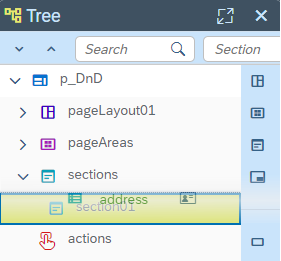 Tree
Search
Section
p_DnD
pageLayout01
pageAreas
sections
address
section01
actions